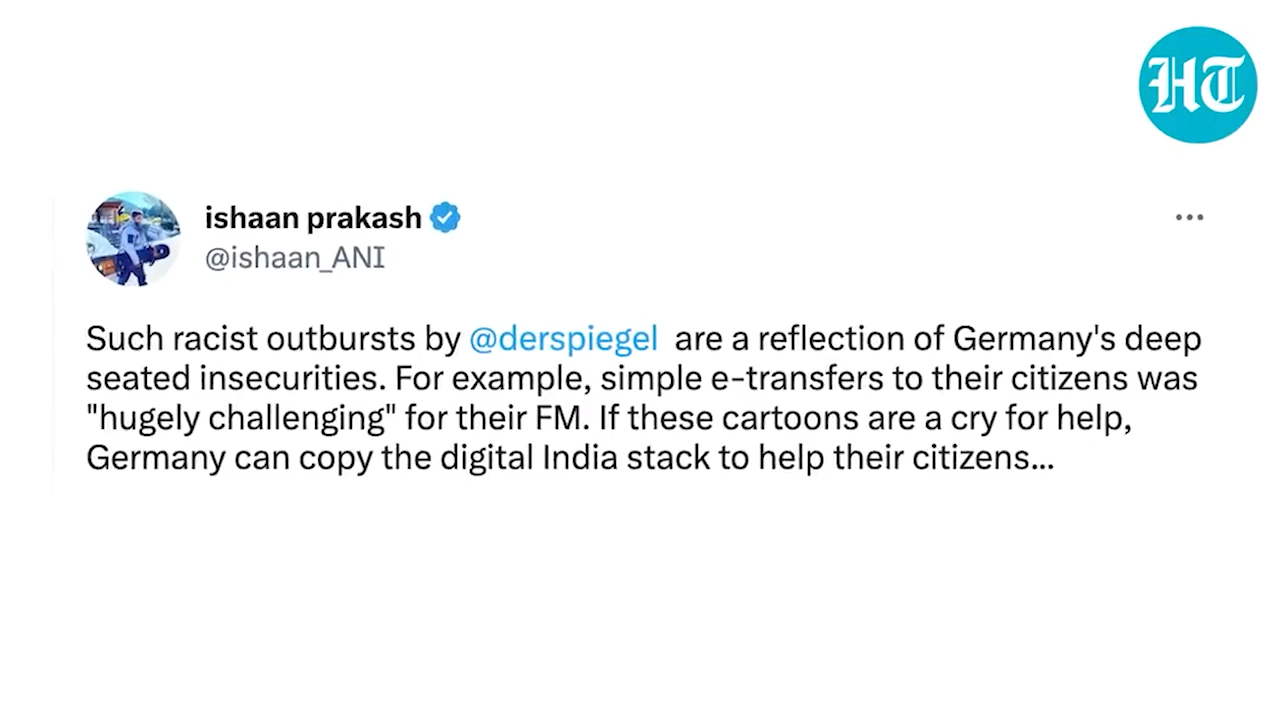 HT
ishaan prakash
@ishaan_ANI
Such racist outbursts by @derspiegel are a reflection of Germany's deep
seated insecurities. For example, simple e-transfers to their citizens was
"hugely challenging" for their FM. If these cartoons are a cry for help,
Germany can copy the digital India stack to help their citizens...